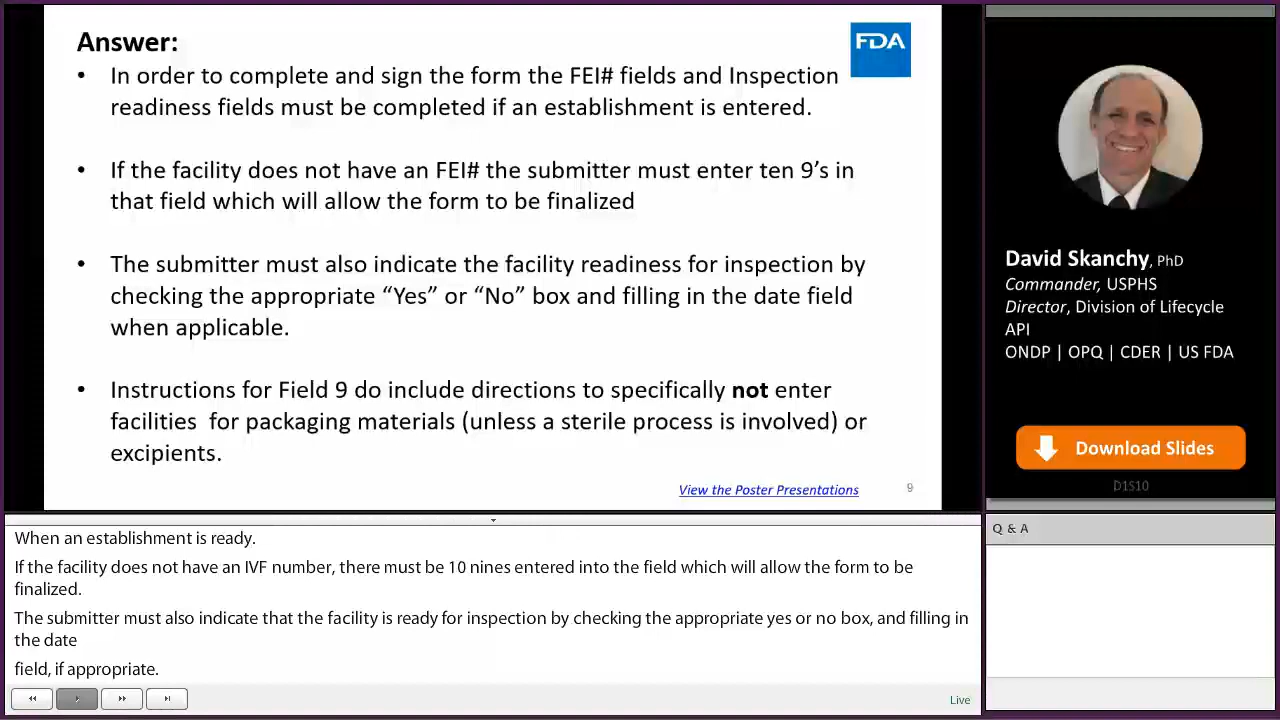 Answer:
FDA
• In order to complete and sign the form the FEI# fields and Inspection
readiness fields must be completed if an establishment is entered.
• If the facility does not have an FEI# the submitter must enter ten 9’s in
that field which will allow the form to be finalized
• The submitter must also indicate the facility readiness for inspection by
checking the appropriate “Yes” or “No” box and filling in the date field
when applicable.
• Instructions for Field 9 do include directions to specifically not enter
facilities for packaging materials (unless a sterile process is involved) or
excipients.
View the Poster Presentations
9
David Skanchy, PhD
Commander, USPHS
Director, Division of Lifecycle
API
ONDP | OPQ | CDER | US FDA
Download Slides
D1S10
When an establishment is ready.
If the facility does not have an IVF number, there must be 10 nines entered into the field which will allow the form to be
finalized.
The submitter must also indicate that the facility is ready for inspection by checking the appropriate yes or no box, and filling in
the date
field, if appropriate.
Live
Q & A